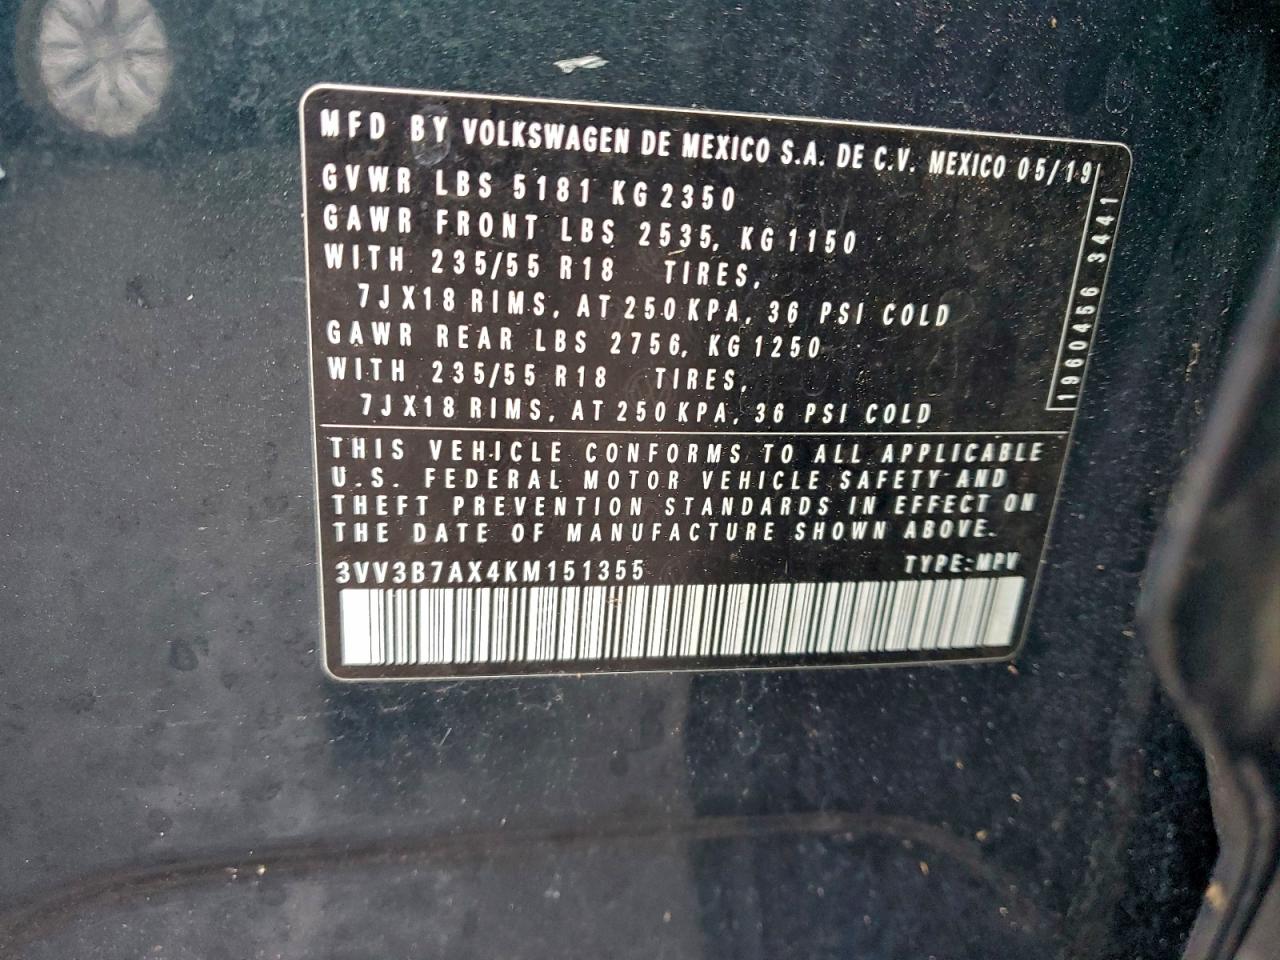 MFD BY VOLKSWAGEN DE MEXICO S.A. DE C.V. MEXICO 05/19
GVWR LBS 5181 KG 2350
GAWR FRONT LBS 2535, KG 1150
WITH 235/55 R18 TIRES,
7JX18 RIMS, AT 250 KPA, 36 PSI COLD
GAWR REAR LBS 2756, KG 1250
WITH 235/55 R18 TIRES,
7JX18 RIMS, AT 250 KPA, 36 PSI COLD
1960456 3441
THIS VEHICLE CONFORMS TO ALL APPLICABLE
U.S. FEDERAL MOTOR VEHICLE SAFETY AND
THEFT PREVENTION STANDARDS IN EFFECT ON
THE DATE OF MANUFACTURE SHOWN ABOVE.
3VV3B7AX4KM151355 TYPE: MPV